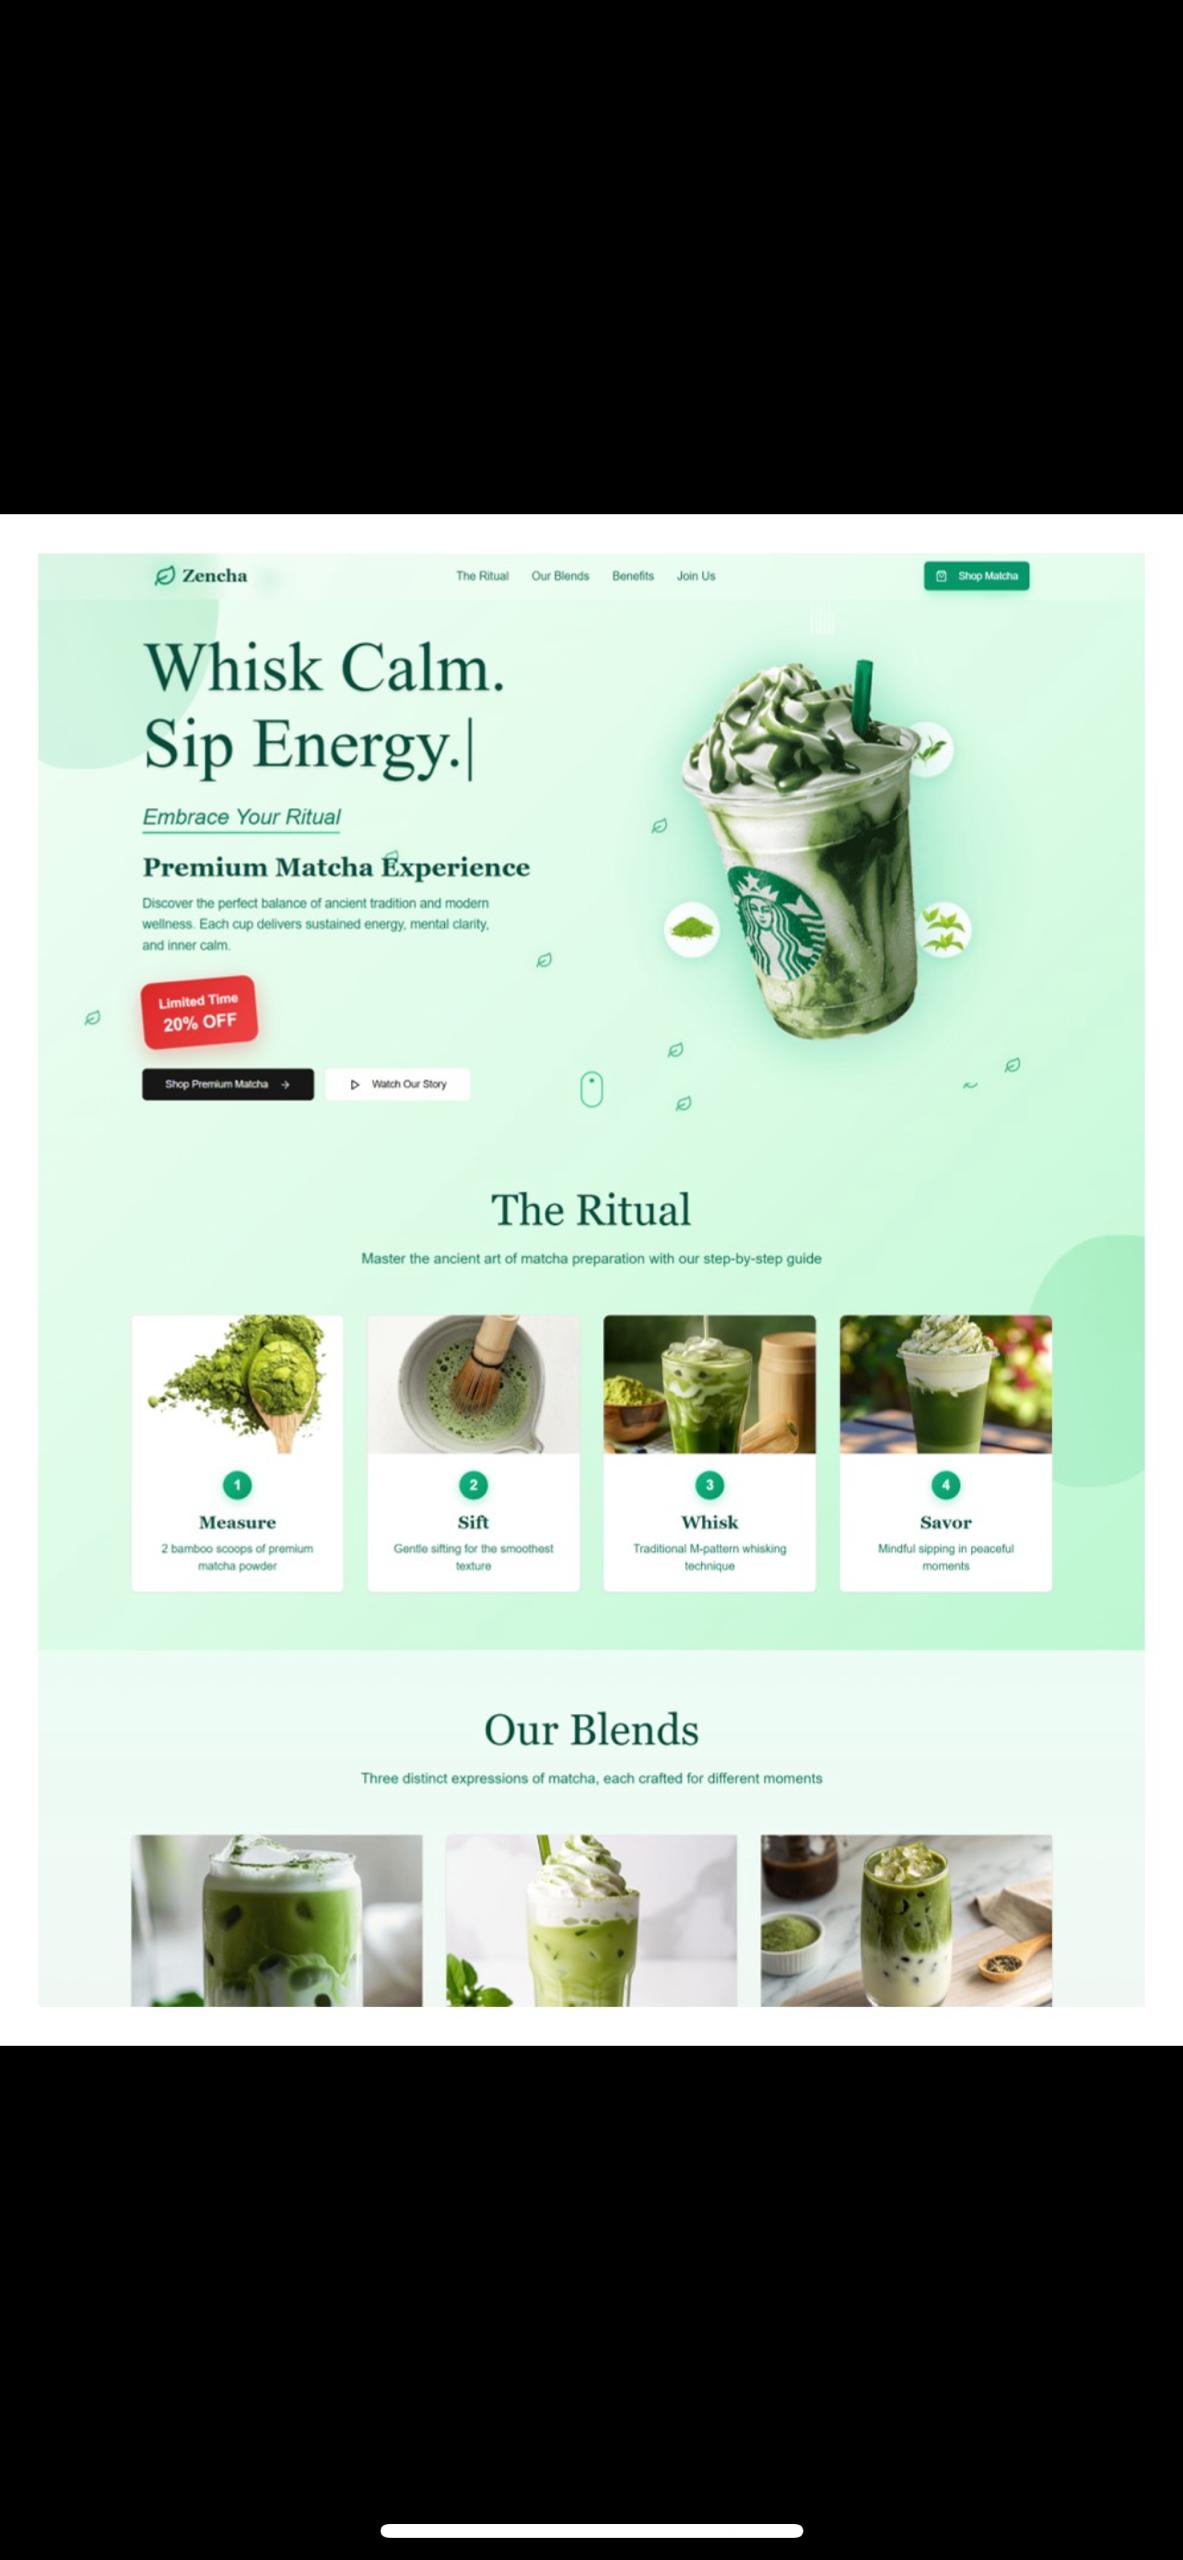 Zencha
The Ritual
Our Blends
Benefits
Join Us
Shop Matcha
Whisk Calm.
Sip Energy.|
Embrace Your Ritual
Premium Matcha Experience
Discover the perfect balance of ancient tradition and modern
wellness. Each cup delivers sustained energy, mental clarity,
and inner calm.
Limited Time
20% OFF
Shop Premium Matcha →
Watch Our Story
The Ritual
Master the ancient art of matcha preparation with our step-by-step guide
1
Measure
2 bamboo scoops of premium
matcha powder
2
Sift
Gentle sifting for the smoothest
texture
3
Whisk
Traditional M-pattern whisking
technique
4
Savor
Mindful sipping in peaceful
moments
Our Blends
Three distinct expressions of matcha, each crafted for different moments